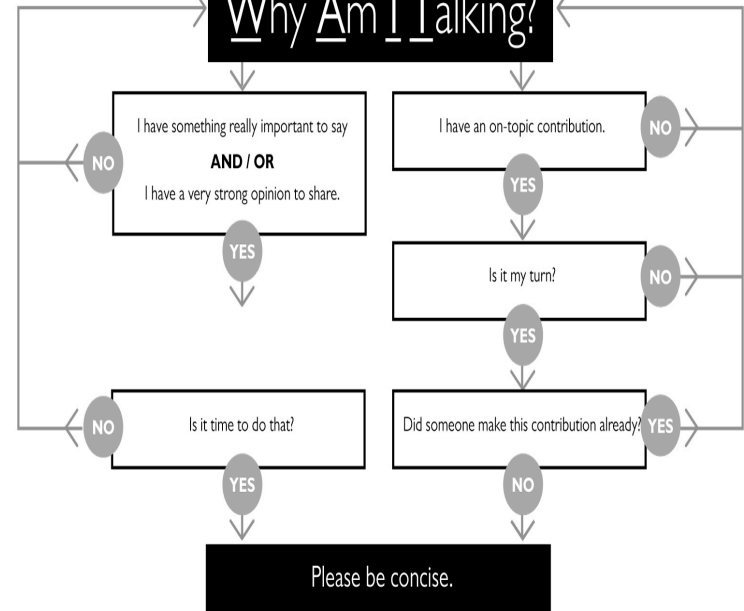 Why Am I Talking?
I have something really important to say
AND / OR
I have a very strong opinion to share.
NO
YES
Is it time to do that?
NO
YES
I have an on-topic contribution.
NO
YES
Is it my turn?
NO
YES
Did someone make this contribution already?
YES
NO
Please be concise.